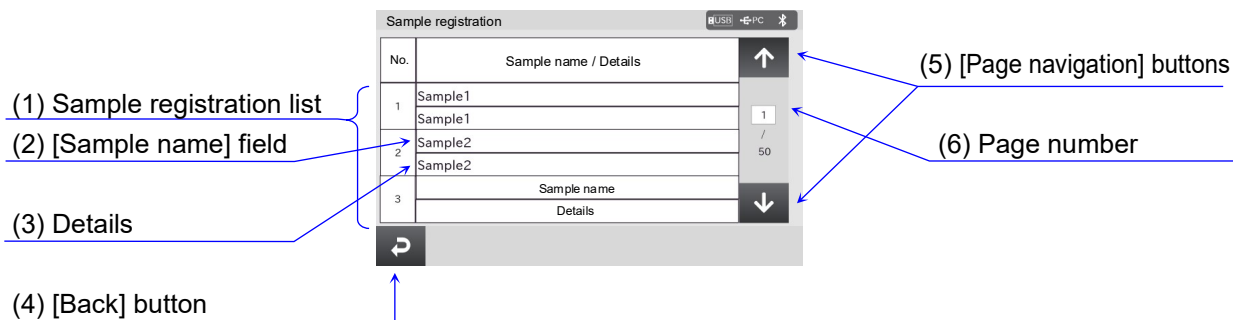 Sample registration
USB PC
No. Sample name / Details
1
Sample1
Sample1
2
Sample2
Sample2
3
Sample name
Details
1
/
50
(1) Sample registration list
(2) [Sample name] field
(3) Details
(4) [Back] button
(5) [Page navigation] buttons
(6) Page number